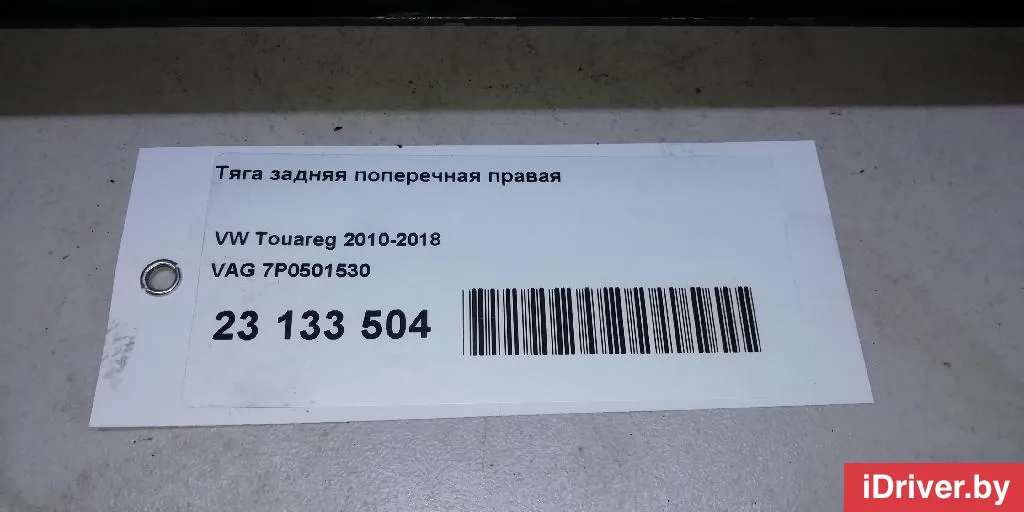 Тяга задняя поперечная правая
VW Touareg 2010-2018
VAG 7P0501530
23 133 504
iDriver.by